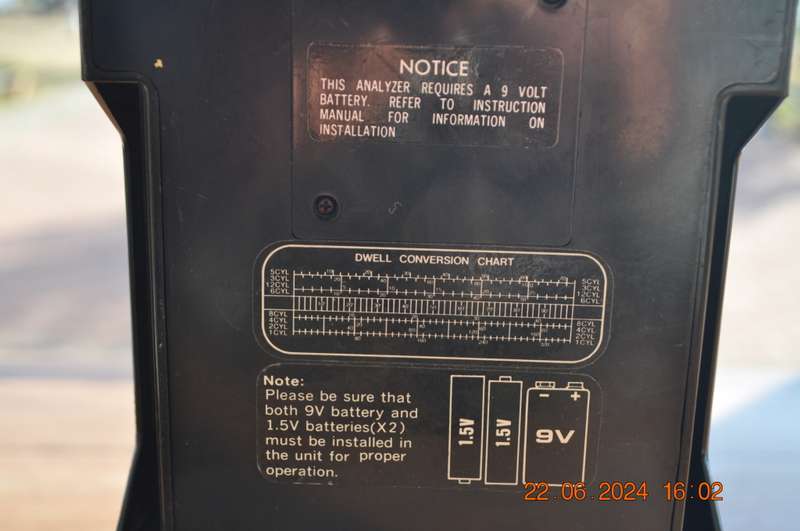 NOTICE
THIS ANALYZER REQUIRES A 9 VOLT
BATTERY. REFER TO INSTRUCTION
MANUAL FOR INFORMATION ON
INSTALLATION
DWELL CONVERSION CHART
5CYL 5CYL
3CYL 3CYL
12CYL 12CYL
6CYL 6CYL
8CYL 8CYL
4CYL 4CYL
2CYL 2CYL
1CYL 1CYL
Note:
Please be sure that
both 9V battery and
1.5V batteries(X2)
must be installed in
the unit for proper
operation.
1.5V 1.5V 9V
- +
22.06.2024 16:02